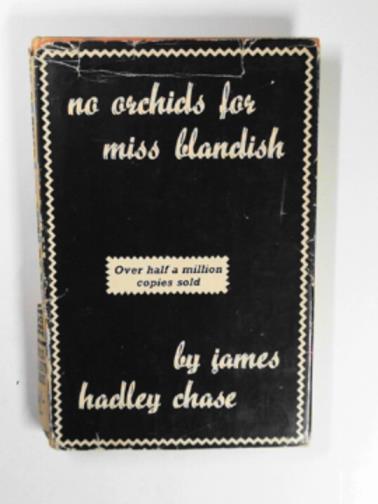 no orchids for
miss blandish
Over half a million
copies sold
by james
hadley chase